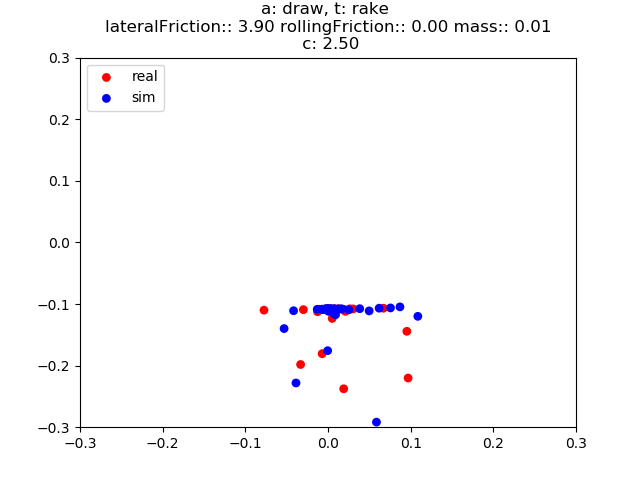 a: draw, t: rake
lateralFriction:: 3.90 rollingFriction:: 0.00 mass:: 0.01
c: 2.50
real
sim
0.3
0.2
0.1
0.0
−0.1
−0.2
−0.3
−0.3
−0.2
−0.1
0.0
0.1
0.2
0.3